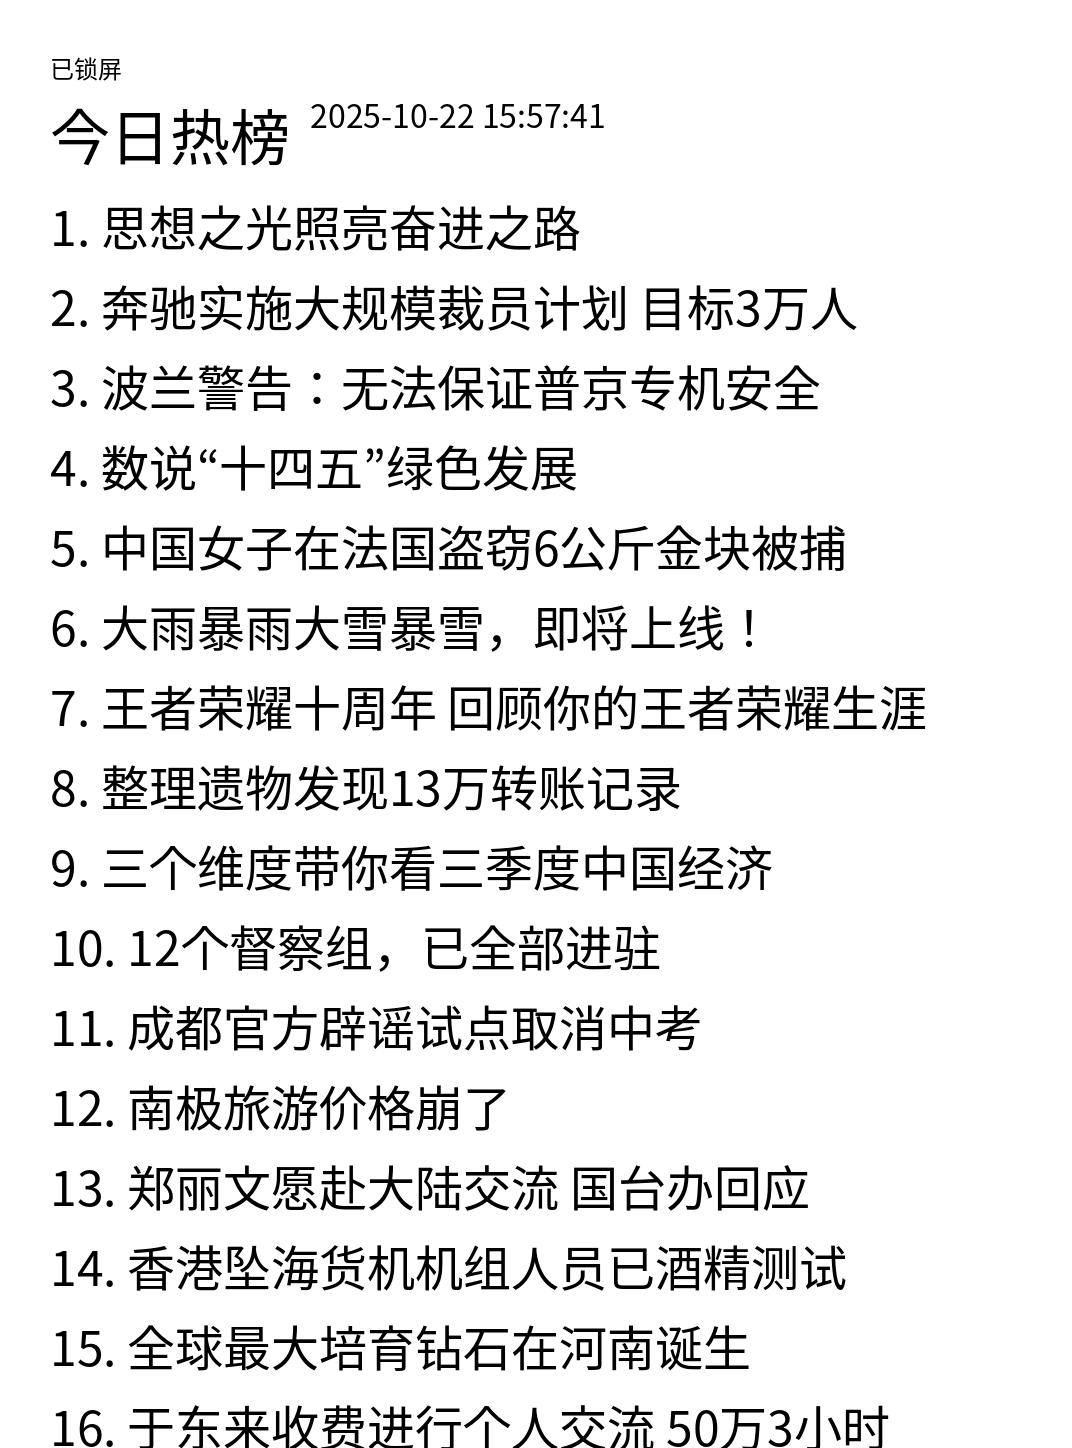 已锁屏
今日热榜 2025-10-22 15:57:41
1. 思想之光照亮奋进之路
2. 奔驰实施大规模裁员计划 目标3万人
3. 波兰警告：无法保证普京专机安全
4. 数说“十四五”绿色发展
5. 中国女子在法国盗窃6公斤金块被捕
6. 大雨暴雨大雪暴雪，即将上线！
7. 王者荣耀十周年 回顾你的王者荣耀生涯
8. 整理遗物发现13万转账记录
9. 三个维度带你看三季度中国经济
10. 12个督察组，已全部进驻
11. 成都官方辟谣试点取消中考
12. 南极旅游价格崩了
13. 郑丽文愿赴大陆交流 国台办回应
14. 香港坠海货机机组人员已酒精测试
15. 全球最大培育钻石在河南诞生
16. 于东来收费进行个人交流 50万3小时